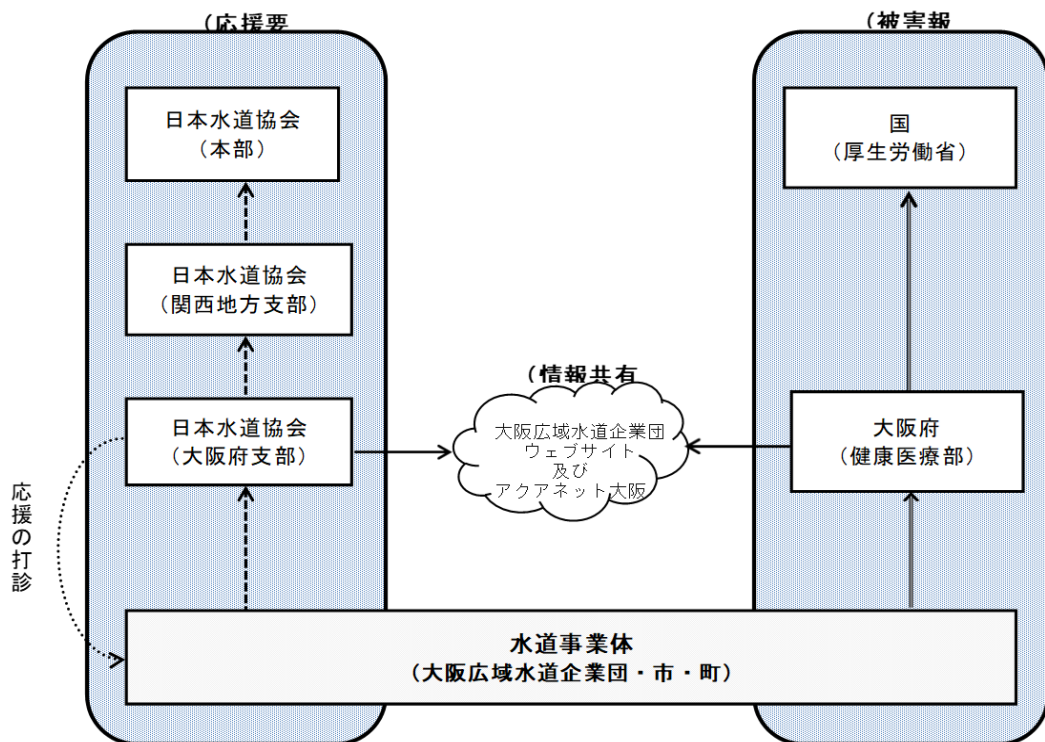 (応援要
(被害報
日本水道協会
(本部)
国
(厚生労働省)
日本水道協会
(関西地方支部)
(情報共有
日本水道協会
(大阪府支部)
大阪広域水道企業団
ウェブサイト
及び
アクアネット大阪
大阪府
(健康医療部)
応援の打診
水道事業体
(大阪広域水道企業団・市・町)